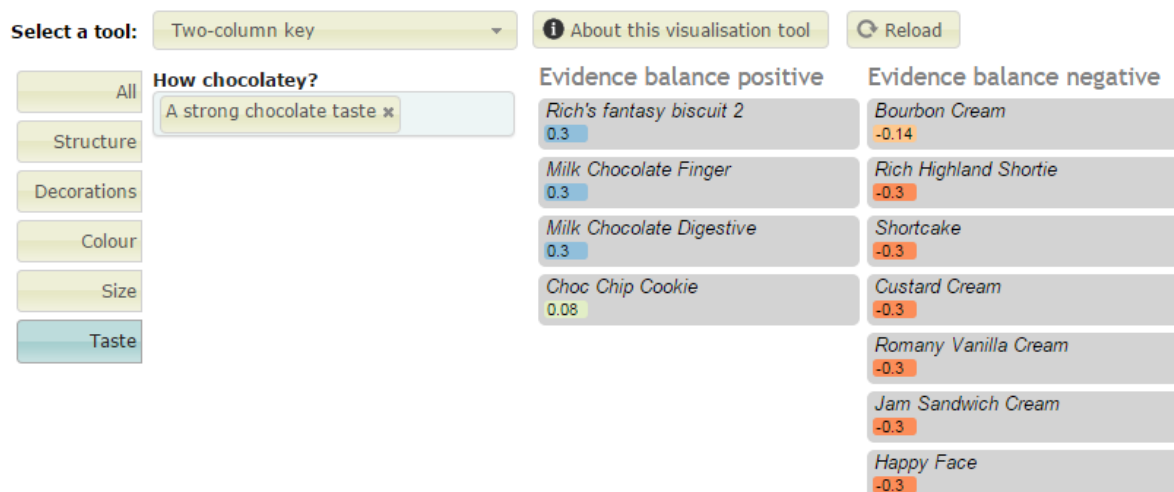 Select a tool: Two-column key About this visualisation tool Reload
All
Structure
Decorations
Colour
Size
Taste
How chocolatey?
A strong chocolate taste ×
Evidence balance positive
Rich's fantasy biscuit 2
0.3
Milk Chocolate Finger
0.3
Milk Chocolate Digestive
0.3
Choc Chip Cookie
0.08
Evidence balance negative
Bourbon Cream
-0.14
Rich Highland Shortie
-0.3
Shortcake
-0.3
Custard Cream
-0.3
Romany Vanilla Cream
-0.3
Jam Sandwich Cream
-0.3
Happy Face
-0.3